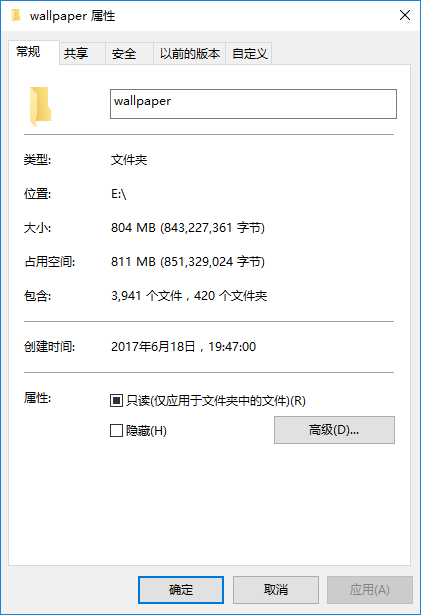 wallpaper 属性
常规 共享 安全 以前的版本 自定义
wallpaper
类型: 文件夹
位置: E:\
大小: 804 MB (843,227,361 字节)
占用空间: 811 MB (851,329,024 字节)
包含: 3,941 个文件，420 个文件夹
创建时间: 2017年6月18日，19:47:00
属性: 只读(仅应用于文件夹中的文件)(R)
隐藏(H) 高级(D)...
确定 取消 应用(A)